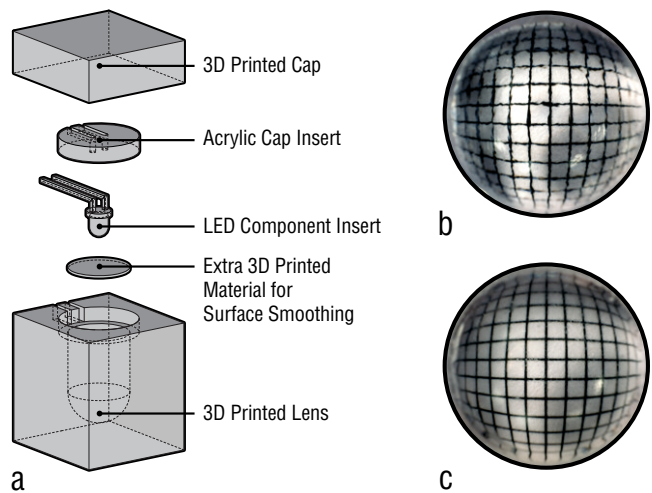 3D Printed Cap
Acrylic Cap Insert
LED Component Insert
Extra 3D Printed
Material for
Surface Smoothing
3D Printed Lens
a
b
c